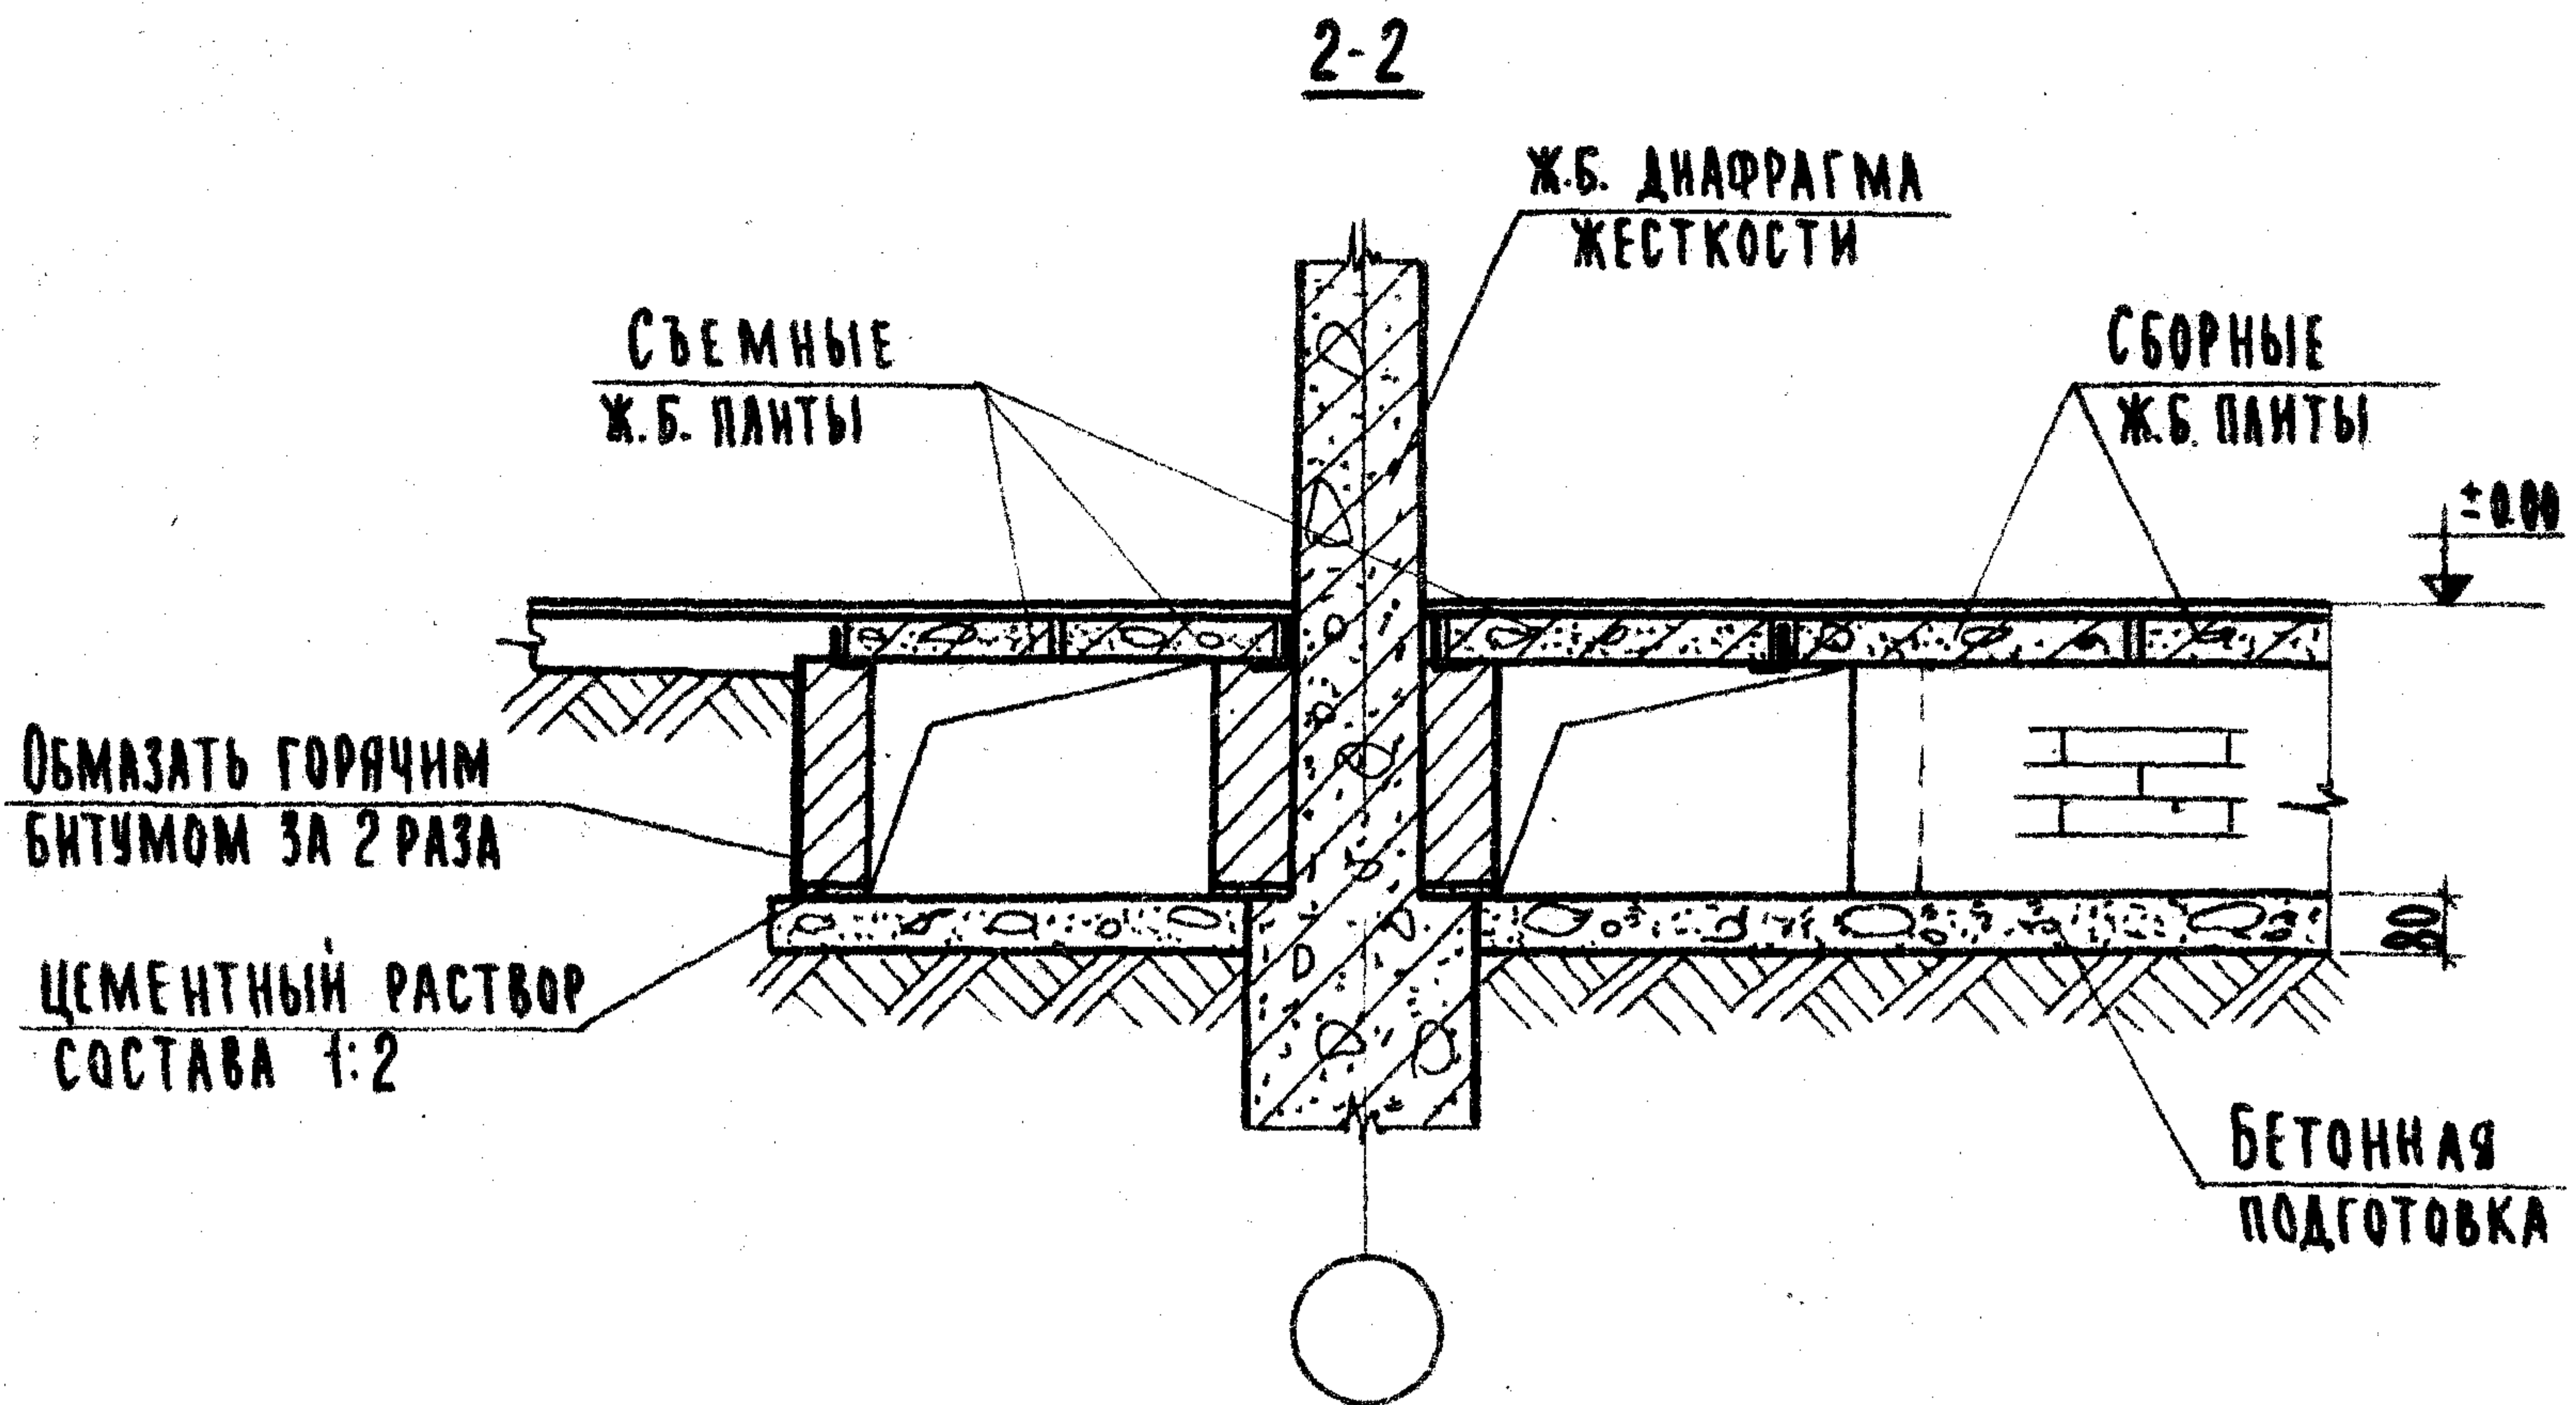 2-2
Ж.Б. ДИАФРАГМА
ЖЕСТКОСТИ
СЪЕМНЫЕ
Ж.Б. ПЛИТЫ
СБОРНЫЕ
Ж.Б. ПЛИТЫ
±0.00
ОБМАЗАТЬ ГОРЯЧИМ
БИТУМОМ ЗА 2 РАЗА
80
ЦЕМЕНТНЫЙ РАСТВОР
СОСТАВА 1:2
БЕТОННАЯ
ПОДГОТОВКА